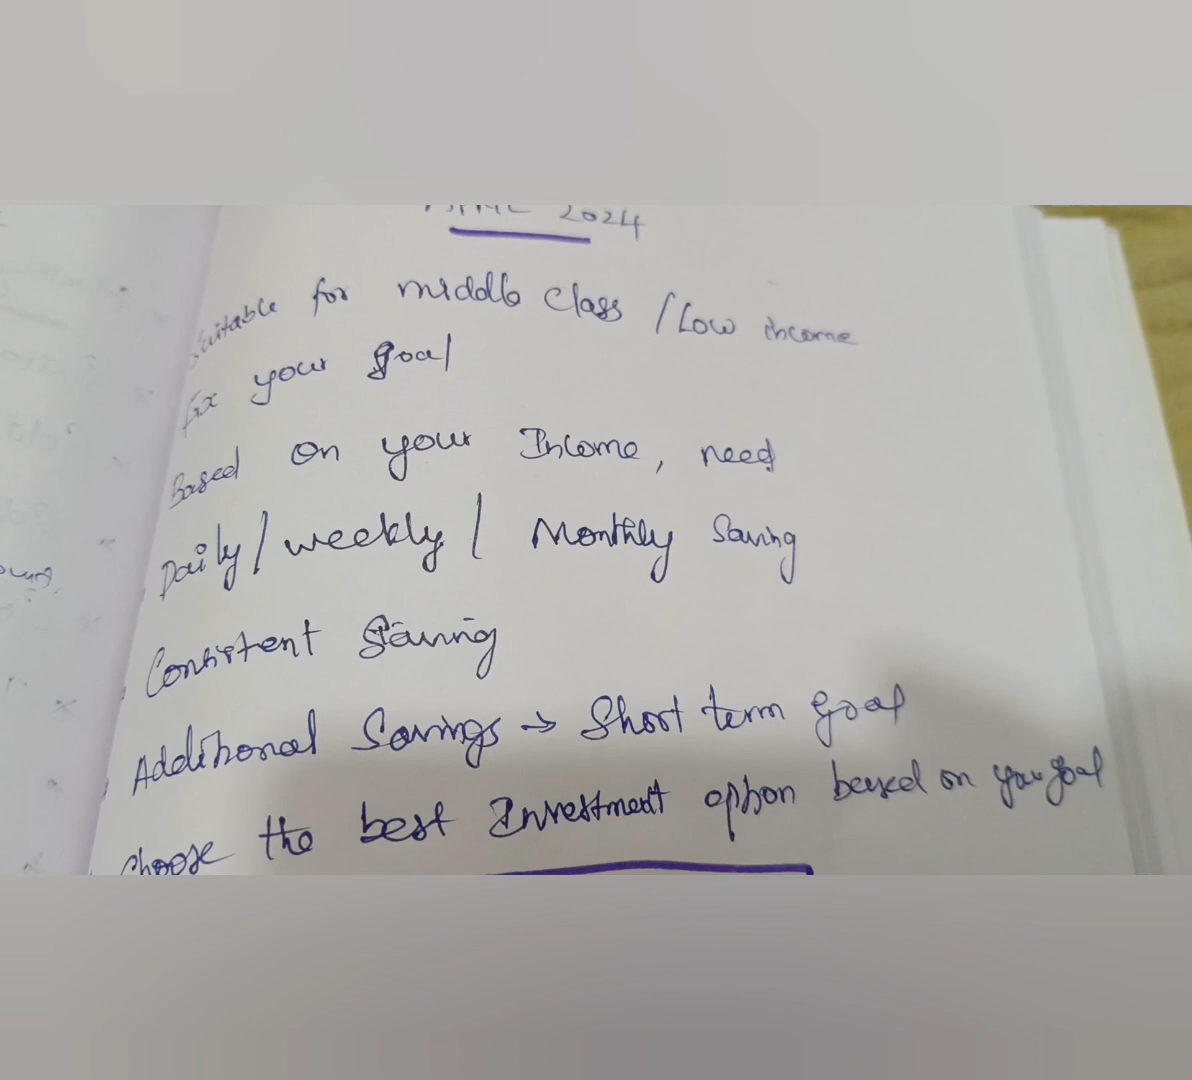 2024
Suitable for middle class / Low income
fix your goal
Based on your Income, need
Daily / weekly / Monthly Saving
Consistent Saving
Additional Savings → Short term goal
choose the best Investment option based on your goal